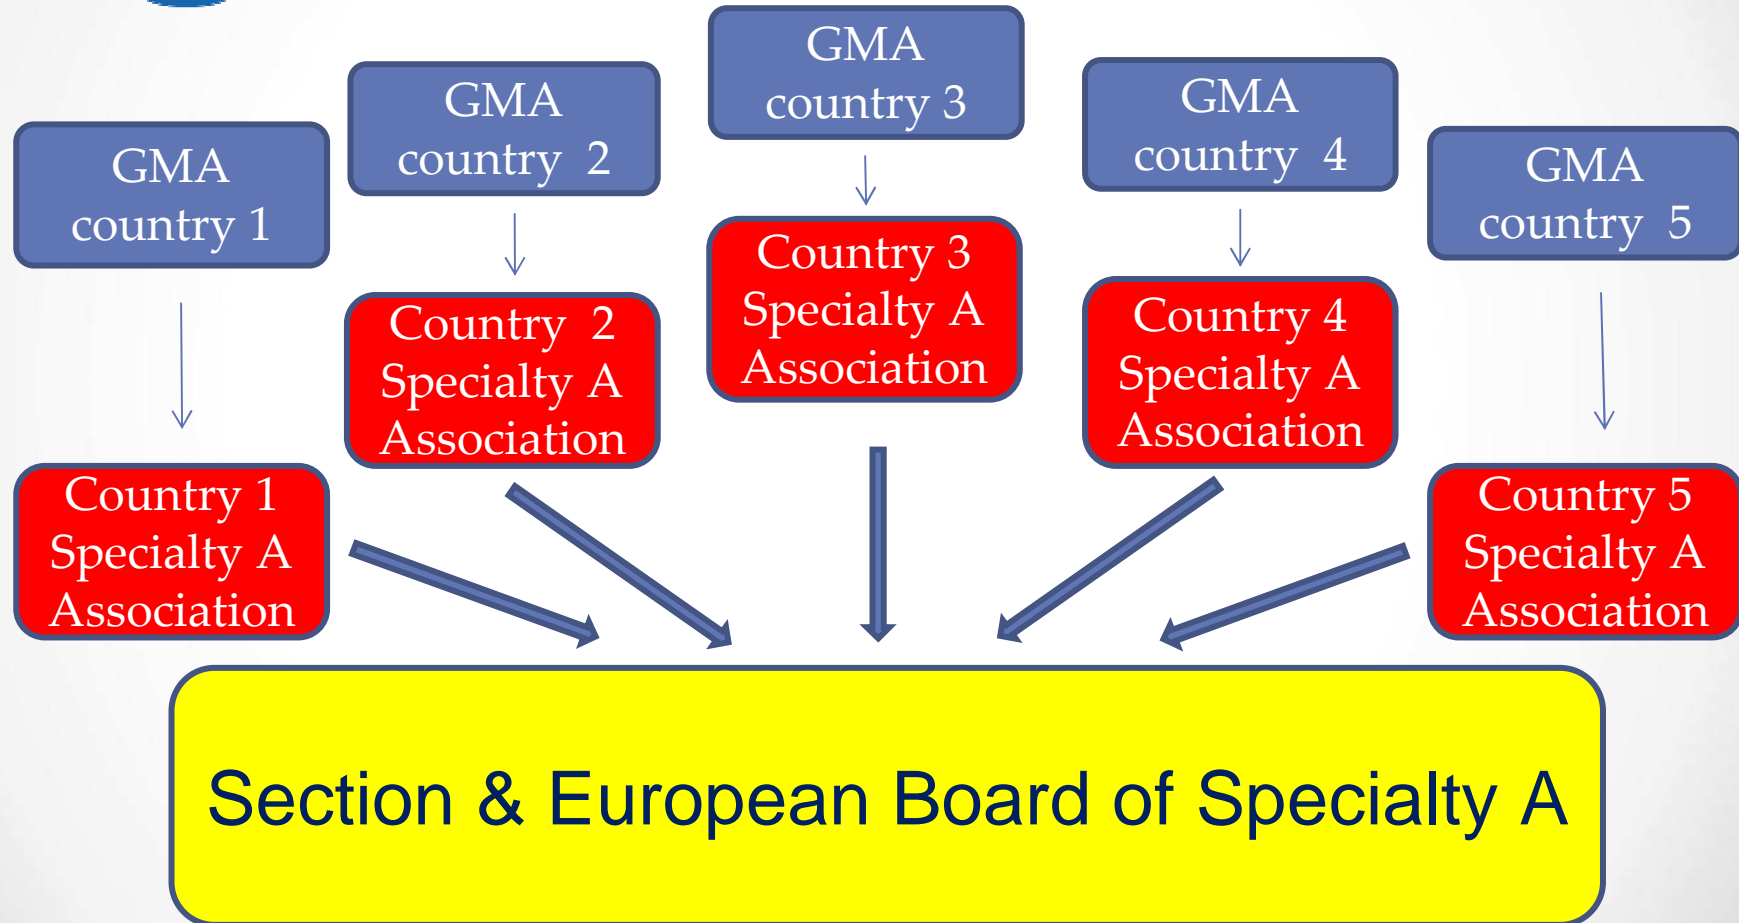 GMA
country 1
GMA
country  2
GMA
country 3
GMA
country  4
GMA
country  5
Country 1
Specialty A
Association
Country  2
Specialty A
Association
Country 3
Specialty A
Association
Country 4
Specialty A
Association
Country 5
Specialty A
Association
Section & European Board of Specialty A